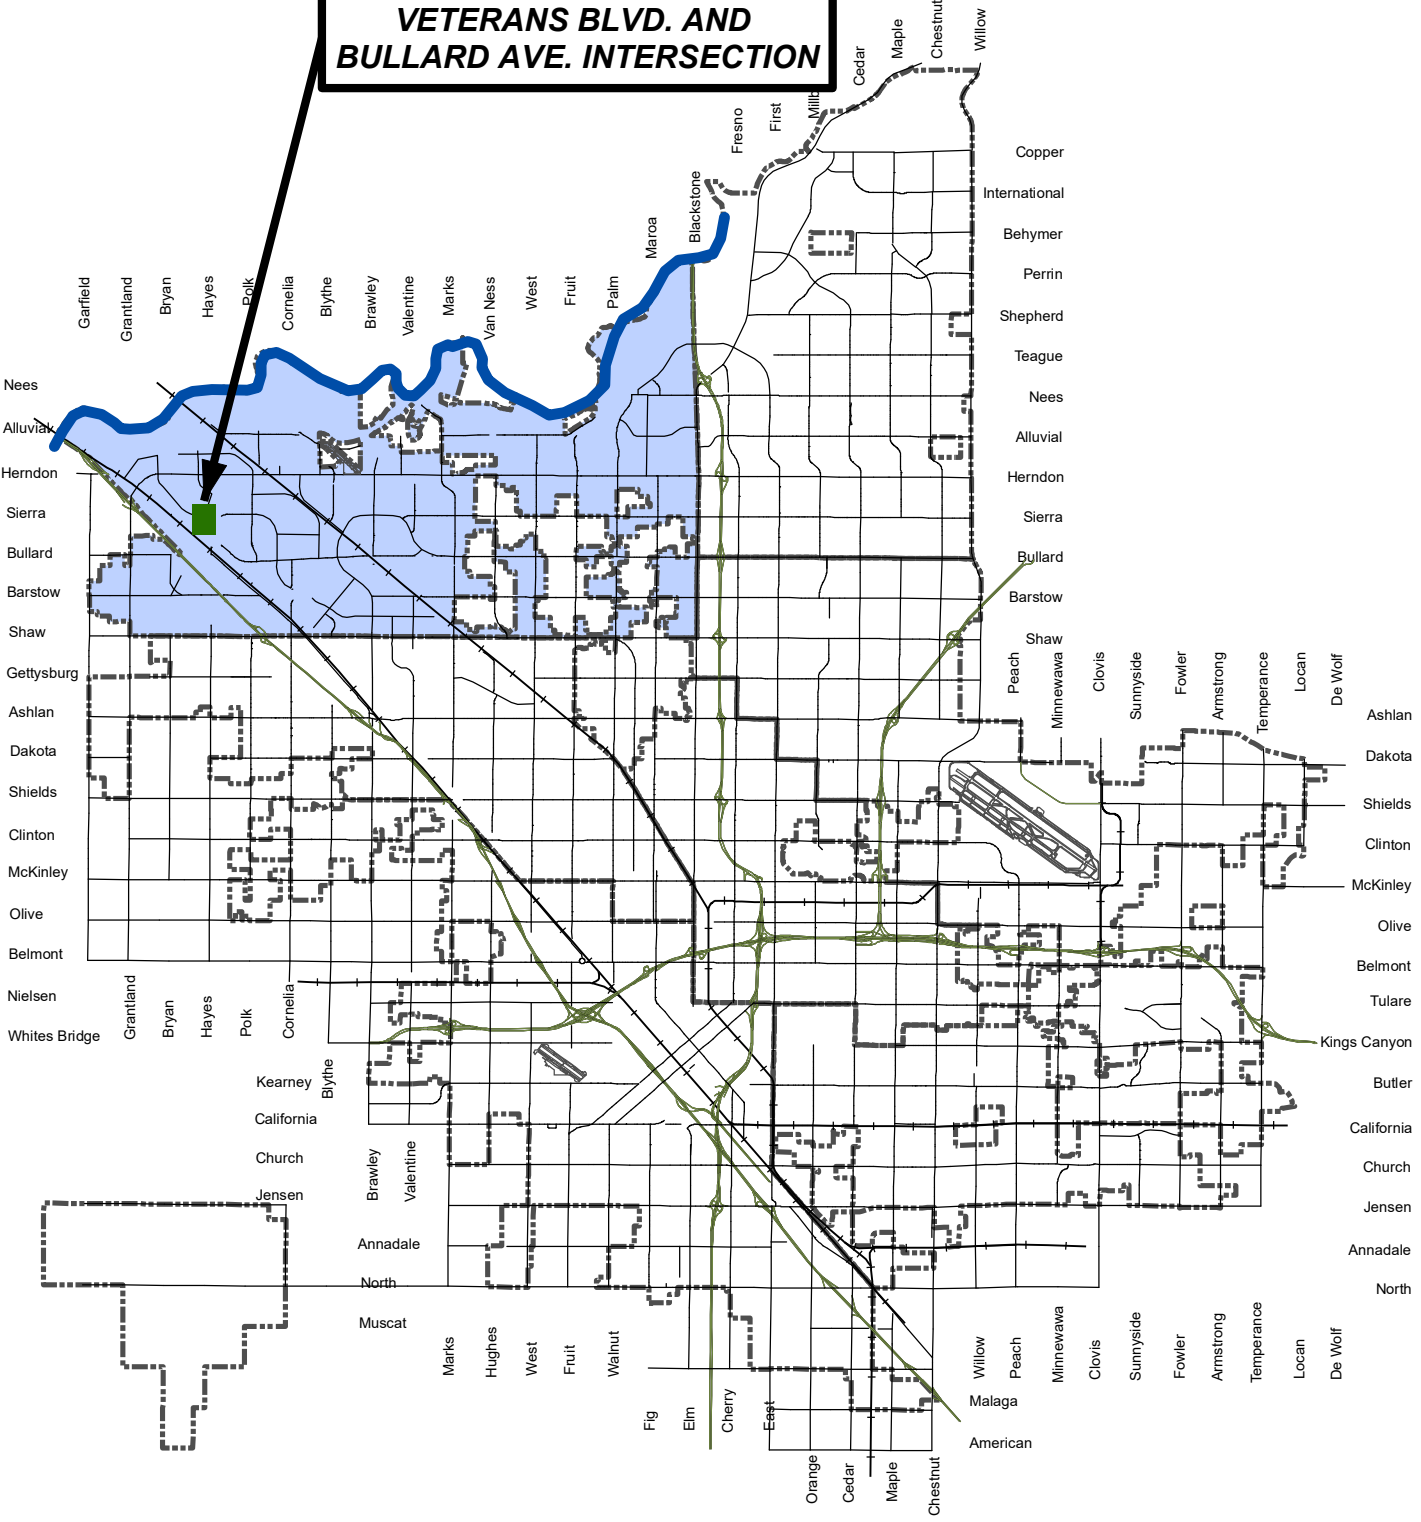 VETERANS BLVD. AND
BULLARD AVE. INTERSECTION
Cedar
Maple
Chestnut
Willow
Fresno
First
Copper
International
Behymer
Perrin
Shepherd
Teague
Nees
Alluvial
Herndon
Sierra
Bullard
Barstow
Shaw
Garfield
Grantland
Bryan
Hayes
Polk
Cornelia
Blythe
Brawley
Valentine
Marks
Van Ness
West
Fruit
Palm
Maroa
Blackstone
Nees
Alluvial
Herndon
Sierra
Bullard
Barstow
Shaw
Gettysburg
Ashlan
Dakota
Shields
Clinton
McKinley
Olive
Belmont
Nielsen
Whites Bridge
Peach
Minnewawa
Clovis
Sunnyside
Fowler
Armstrong
Temperance
Locan
De Wolf
Ashlan
Dakota
Shields
Clinton
McKinley
Olive
Belmont
Tulare
Kings Canyon
Butler
California
Church
Jensen
Annadale
North
Grantland
Bryan
Hayes
Polk
Cornelia
Blythe
Kearney
California
Church
Jensen
Brawley
Valentine
Annadale
North
Muscat
Marks
Hughes
West
Fruit
Walnut
Fig
Elm
Cherry
East
Orange
Cedar
Maple
Chestnut
Malaga
American
Willow
Peach
Minnewawa
Clovis
Sunnyside
Fowler
Armstrong
Temperance
Locan
De Wolf